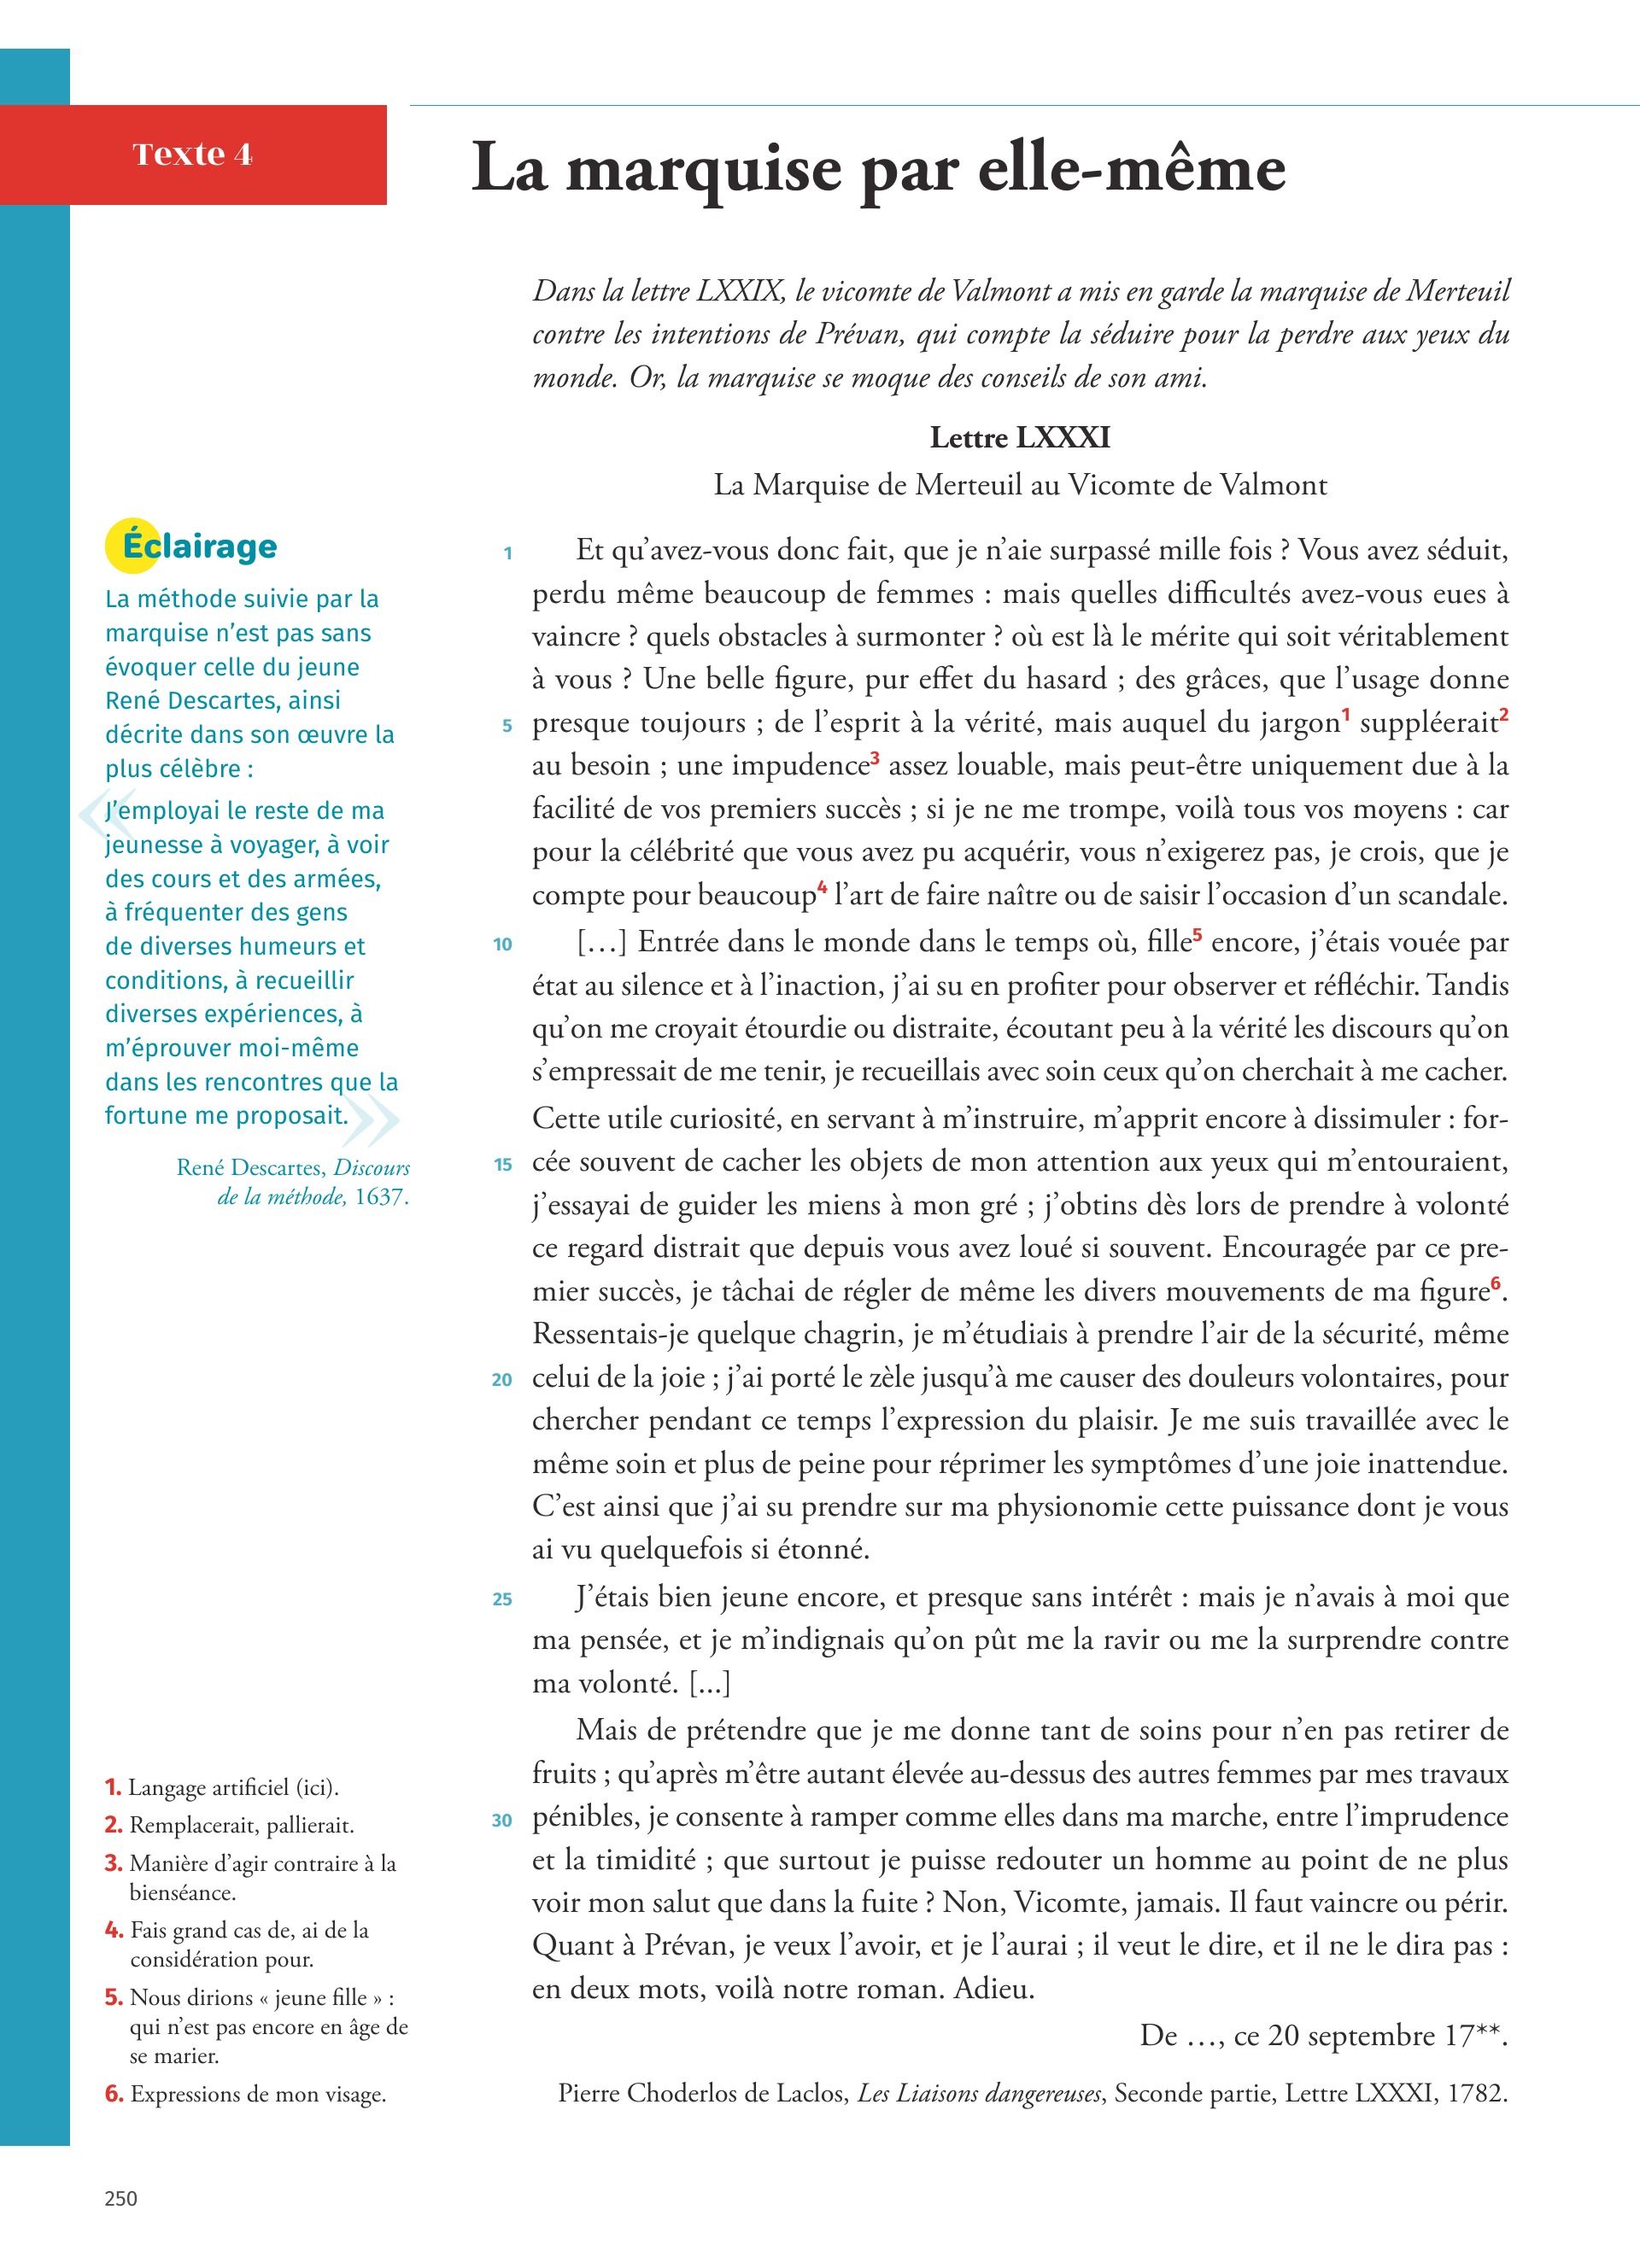 Texte 4
La marquise par elle-même
Dans la lettre LXXIX, le vicomte de Valmont a mis en garde la marquise de Merteuil
contre les intentions de Prévan, qui compte la séduire pour la perdre aux yeux du
monde. Or, la marquise se moque des conseils de son ami.
Lettre LXXXI
La Marquise de Merteuil au Vicomte de Valmont
1 Et qu’avez-vous donc fait, que je n’aie surpassé mille fois ? Vous avez séduit,
perdu même beaucoup de femmes : mais quelles difficultés avez-vous eues à
vaincre ? quels obstacles à surmonter ? où est là le mérite qui soit véritablement
à vous ? Une belle figure, pur effet du hasard ; des grâces, que l’usage donne
5 presque toujours ; de l’esprit à la vérité, mais auquel du jargon1 suppléerait2
au besoin ; une impudence3 assez louable, mais peut-être uniquement due à la
facilité de vos premiers succès ; si je ne me trompe, voilà tous vos moyens : car
pour la célébrité que vous avez pu acquérir, vous n’exigerez pas, je crois, que je
compte pour beaucoup4 l’art de faire naître ou de saisir l’occasion d’un scandale.
10 […] Entrée dans le monde dans le temps où, fille5 encore, j’étais vouée par
état au silence et à l’inaction, j’ai su en profiter pour observer et réfléchir. Tandis
qu’on me croyait étourdie ou distraite, écoutant peu à la vérité les discours qu’on
s’empressait de me tenir, je recueillais avec soin ceux qu’on cherchait à me cacher.
Cette utile curiosité, en servant à m’instruire, m’apprit encore à dissimuler : for-
15 cée souvent de cacher les objets de mon attention aux yeux qui m’entouraient,
j’essayai de guider les miens à mon gré ; j’obtins dès lors de prendre à volonté
ce regard distrait que depuis vous avez loué si souvent. Encouragée par ce pre-
mier succès, je tâchai de régler de même les divers mouvements de ma figure6.
Ressentais-je quelque chagrin, je m’étudiais à prendre l’air de la sécurité, même
20 celui de la joie ; j’ai porté le zèle jusqu’à me causer des douleurs volontaires, pour
chercher pendant ce temps l’expression du plaisir. Je me suis travaillée avec le
même soin et plus de peine pour réprimer les symptômes d’une joie inattendue.
C’est ainsi que j’ai su prendre sur ma physionomie cette puissance dont je vous
ai vu quelquefois si étonné.
25 J’étais bien jeune encore, et presque sans intérêt : mais je n’avais à moi que
ma pensée, et je m’indignais qu’on pût me la ravir ou me la surprendre contre
ma volonté. [...]
Mais de prétendre que je me donne tant de soins pour n’en pas retirer de
fruits ; qu’après m’être autant élevée au-dessus des autres femmes par mes travaux
30 pénibles, je consente à ramper comme elles dans ma marche, entre l’imprudence
et la timidité ; que surtout je puisse redouter un homme au point de ne plus
voir mon salut que dans la fuite ? Non, Vicomte, jamais. Il faut vaincre ou périr.
Quant à Prévan, je veux l’avoir, et je l’aurai ; il veut le dire, et il ne le dira pas :
en deux mots, voilà notre roman. Adieu.
De …, ce 20 septembre 17**.
Pierre Choderlos de Laclos, Les Liaisons dangereuses, Seconde partie, Lettre LXXXI, 1782.
Éclairage
La méthode suivie par la
marquise n’est pas sans
évoquer celle du jeune
René Descartes, ainsi
décrite dans son œuvre la
plus célèbre :
« J’employai le reste de ma
jeunesse à voyager, à voir
des cours et des armées,
à fréquenter des gens
de diverses humeurs et
conditions, à recueillir
diverses expériences, à
m’éprouver moi-même
dans les rencontres que la
fortune me proposait. »
René Descartes, Discours
de la méthode, 1637.
1. Langage artificiel (ici).
2. Remplacerait, pallierait.
3. Manière d’agir contraire à la
bienséance.
4. Fais grand cas de, ai de la
considération pour.
5. Nous dirions « jeune fille » :
qui n’est pas encore en âge de
se marier.
6. Expressions de mon visage.
250